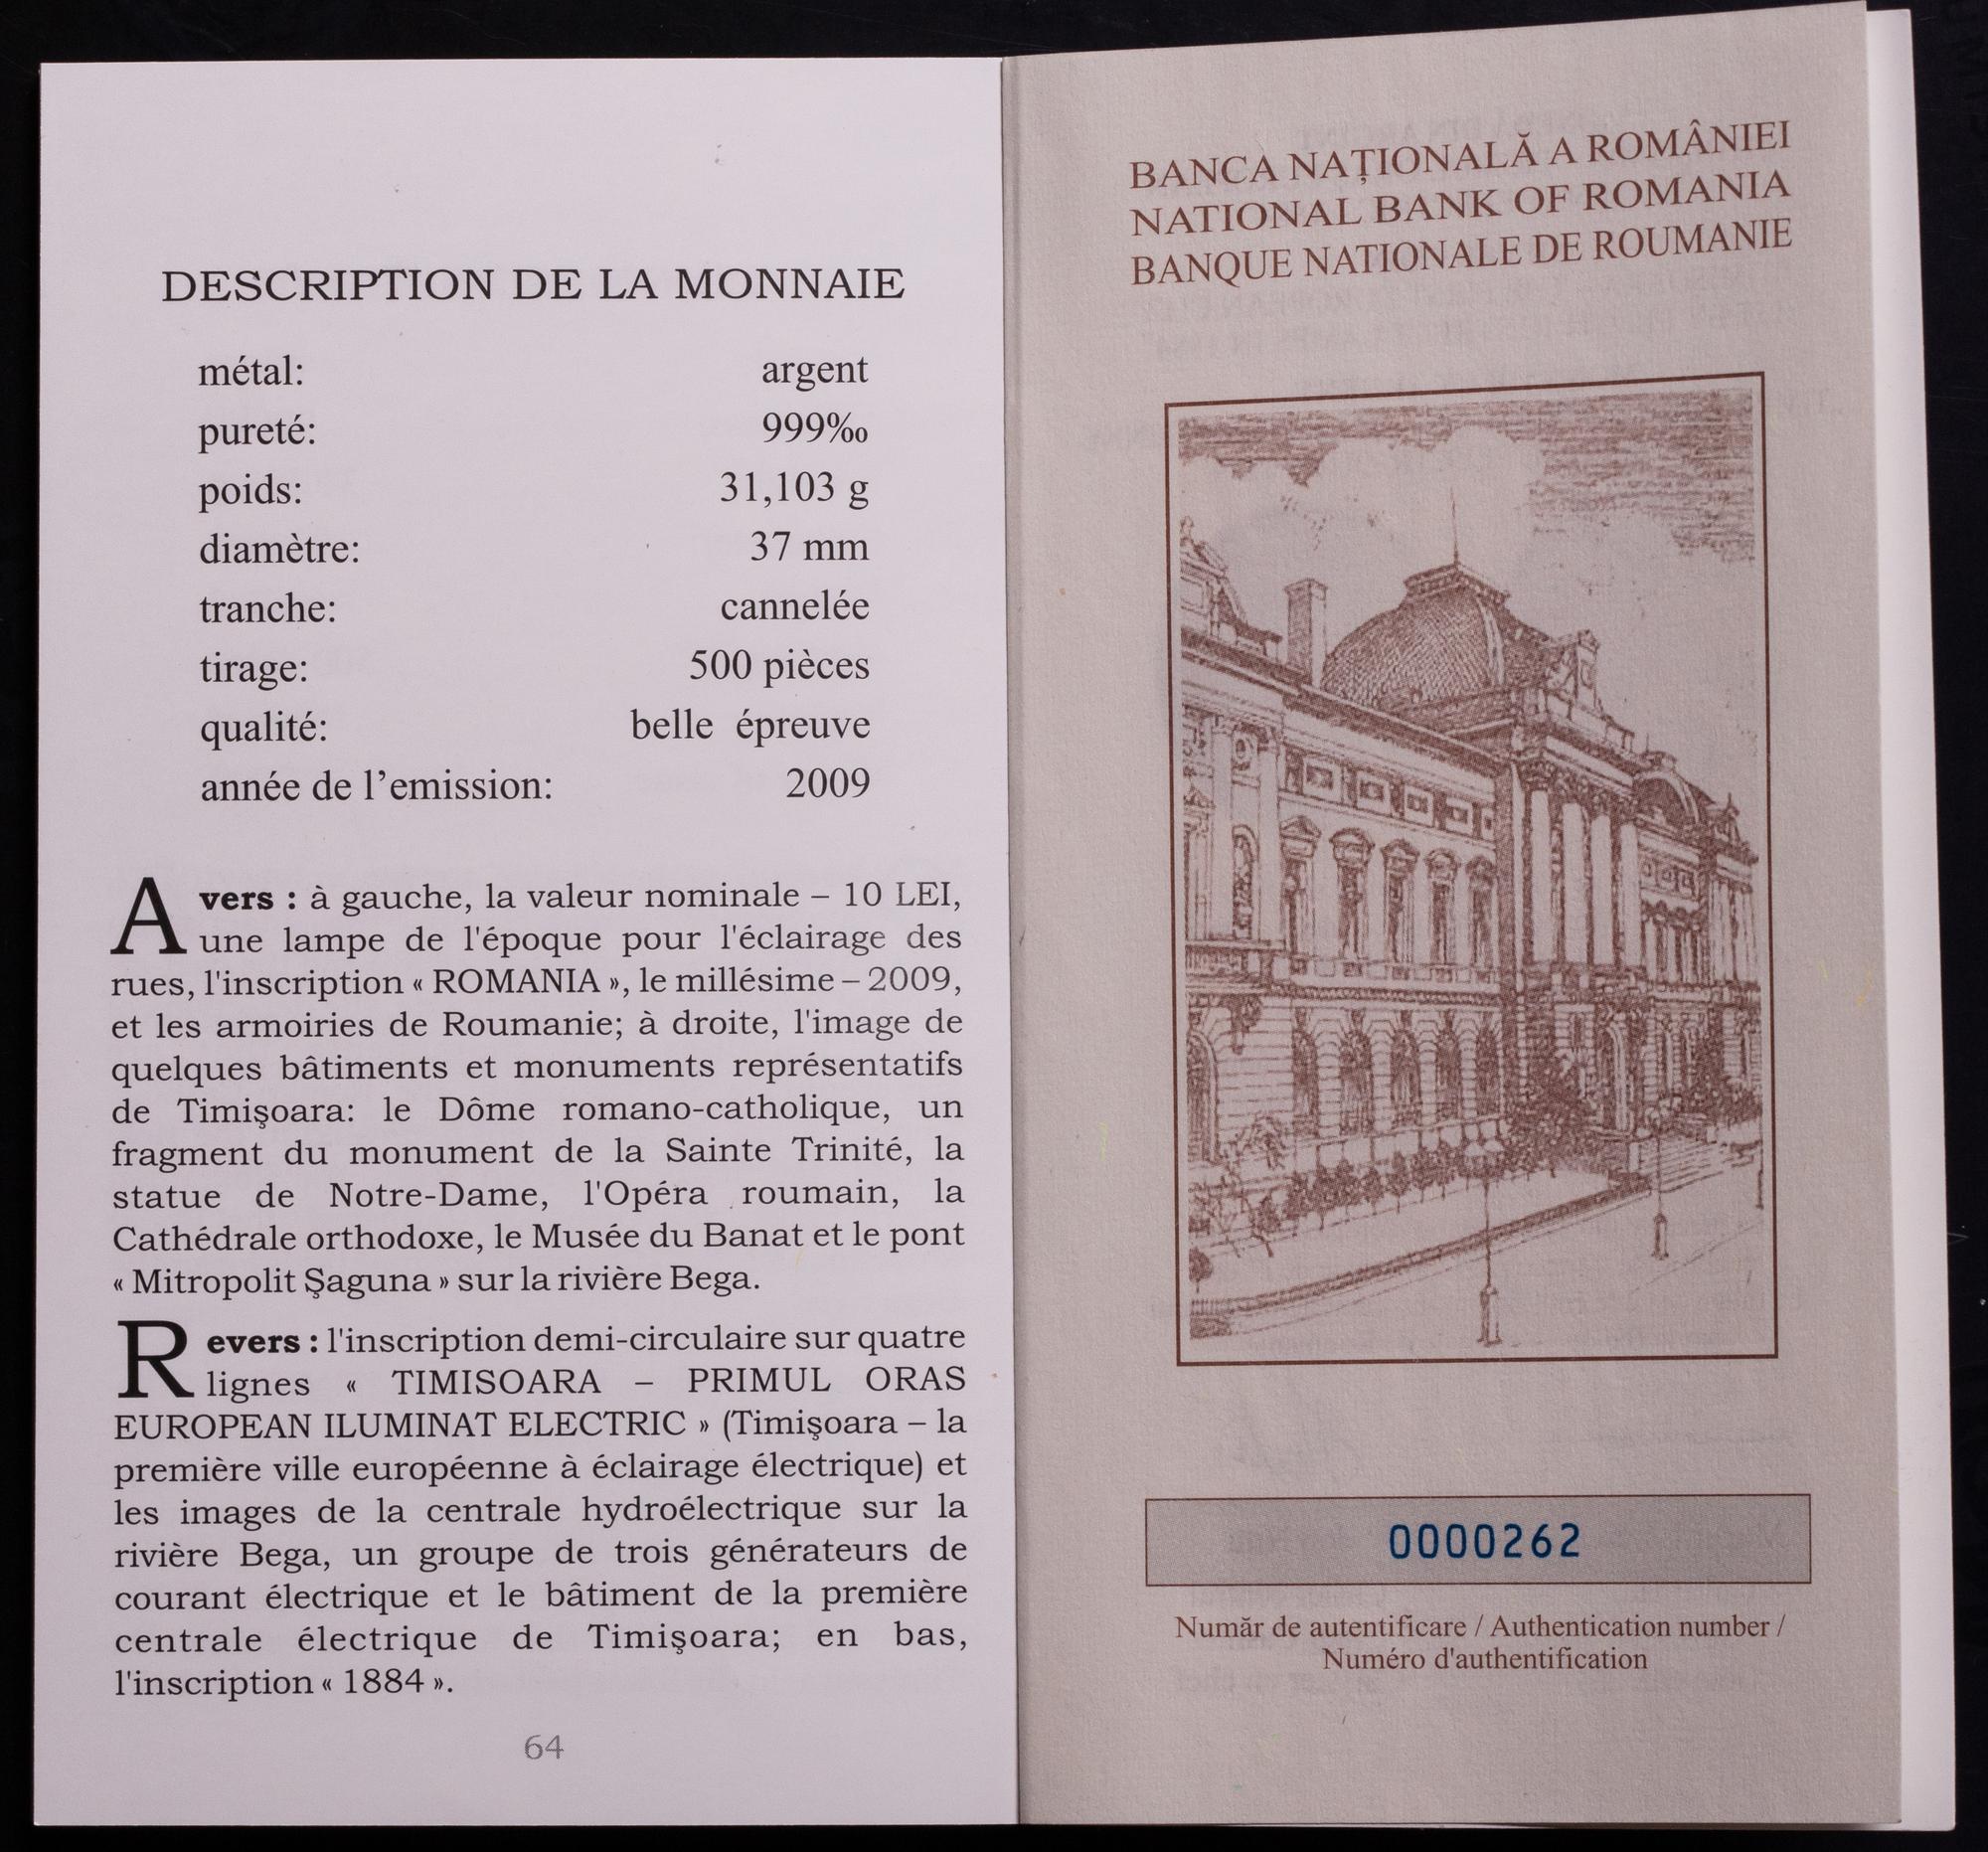 DESCRIPTION DE LA MONNAIE
métal: argent
pureté: 999‰
poids: 31,103 g
diamètre: 37 mm
tranche: cannelée
tirage: 500 pièces
qualité: belle épreuve
année de l’emission: 2009
Avers : à gauche, la valeur nominale – 10 LEI,
une lampe de l'époque pour l'éclairage des
rues, l'inscription « ROMANIA », le millésime – 2009,
et les armoiries de Roumanie; à droite, l'image de
quelques bâtiments et monuments représentatifs
de Timişoara: le Dôme romano-catholique, un
fragment du monument de la Sainte Trinité, la
statue de Notre-Dame, l'Opéra roumain, la
Cathédrale orthodoxe, le Musée du Banat et le pont
« Mitropolit Şaguna » sur la rivière Bega.
Revers : l'inscription demi-circulaire sur quatre
lignes « TIMISOARA – PRIMUL ORAS
EUROPEAN ILUMINAT ELECTRIC » (Timişoara – la
première ville européenne à éclairage électrique) et
les images de la centrale hydroélectrique sur la
rivière Bega, un groupe de trois générateurs de
courant électrique et le bâtiment de la première
centrale électrique de Timişoara; en bas,
l'inscription « 1884 ».
64
BANCA NAȚIONALĂ A ROMÂNIEI
NATIONAL BANK OF ROMANIA
BANQUE NATIONALE DE ROUMANIE
0000262
Număr de autentificare / Authentication number /
Numéro d'authentification